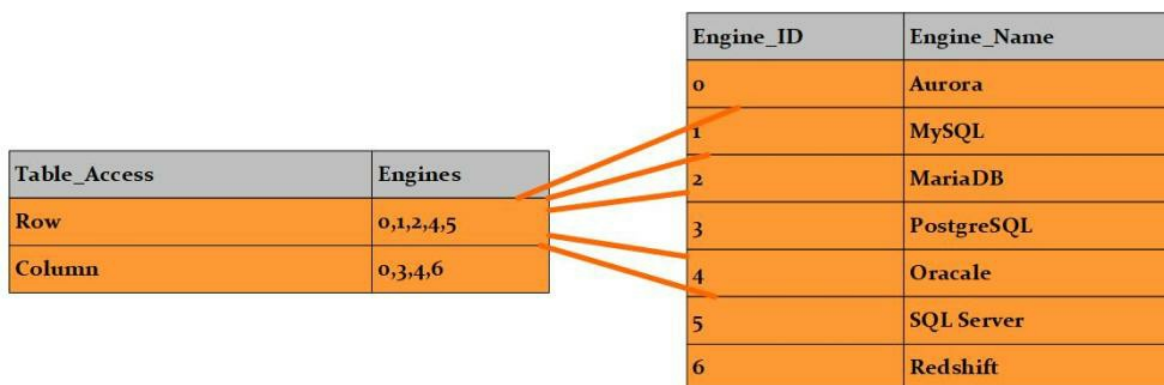 Table_Access Engines
Row 0,1,2,4,5
Column 0,3,4,6
Engine_ID Engine_Name
0 Aurora
1 MySQL
2 MariaDB
3 PostgreSQL
4 Oracale
5 SQL Server
6 Redshift